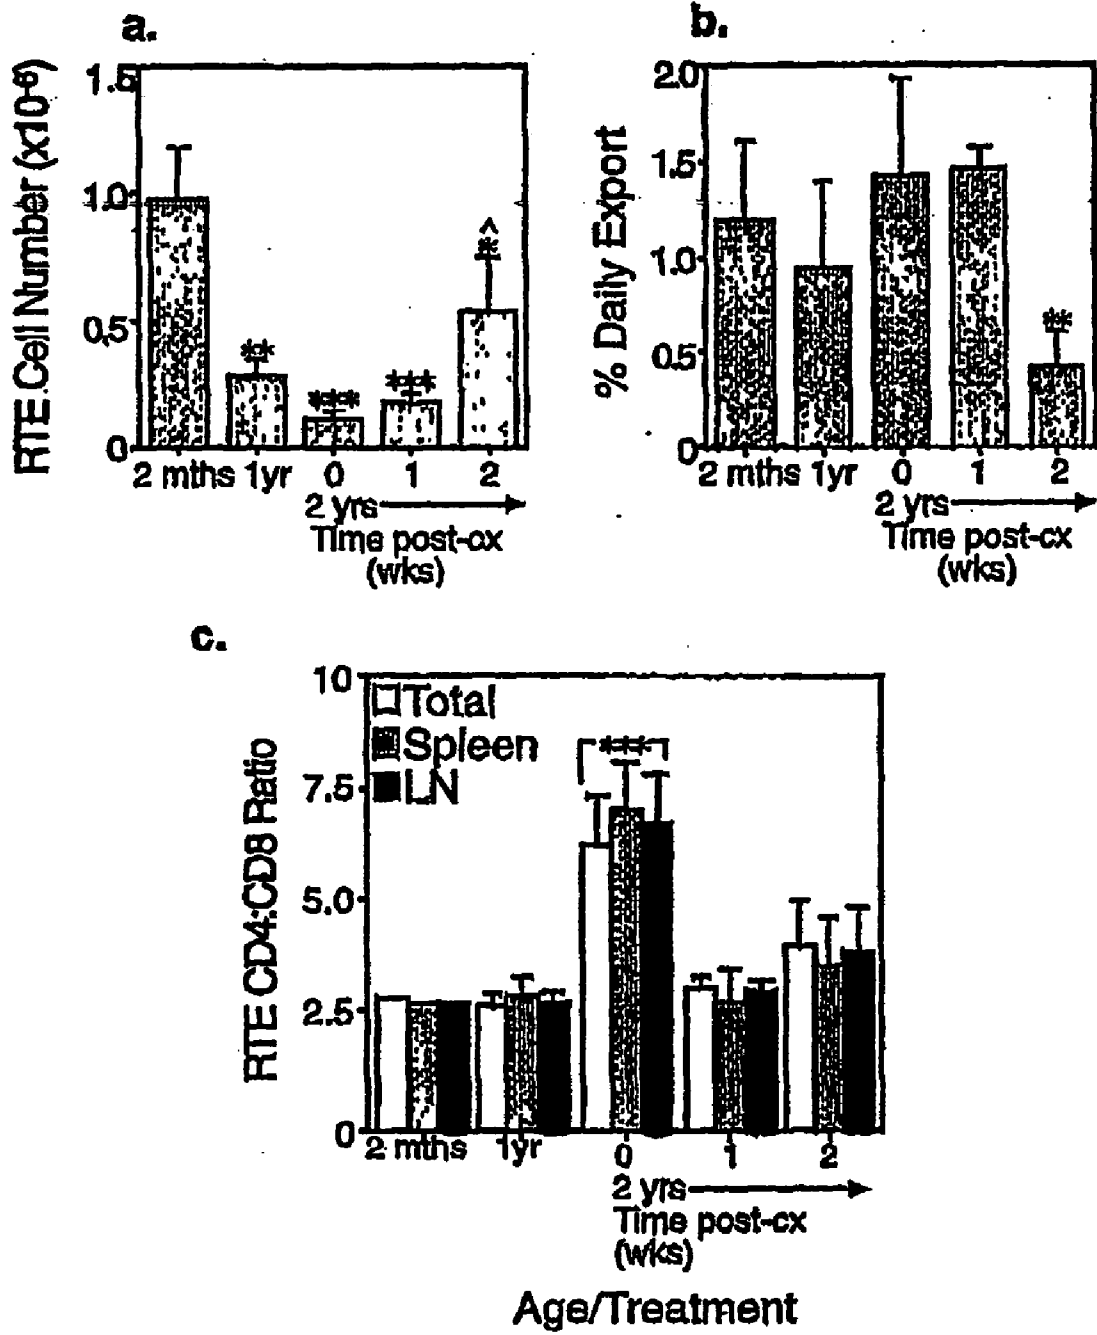 a.
RTE Cell Number (x10⁻⁶)
1.5
1.0
0.5
0
**
***
***
^
*
2 mths 1yr 0 1 2
2 yrs
Time post-cx
(wks)
b.
% Daily Export
2.0
1.5
1.0
0.5
0
**
2 mths 1yr 0 1 2
2 yrs
Time post-cx
(wks)
c.
RTE CD4:CD8 Ratio
10
7.5
5.0
2.5
0
Total
Spleen
LN
***
2 mths 1yr 0 1 2
2 yrs
Time post-cx
(wks)
Age/Treatment